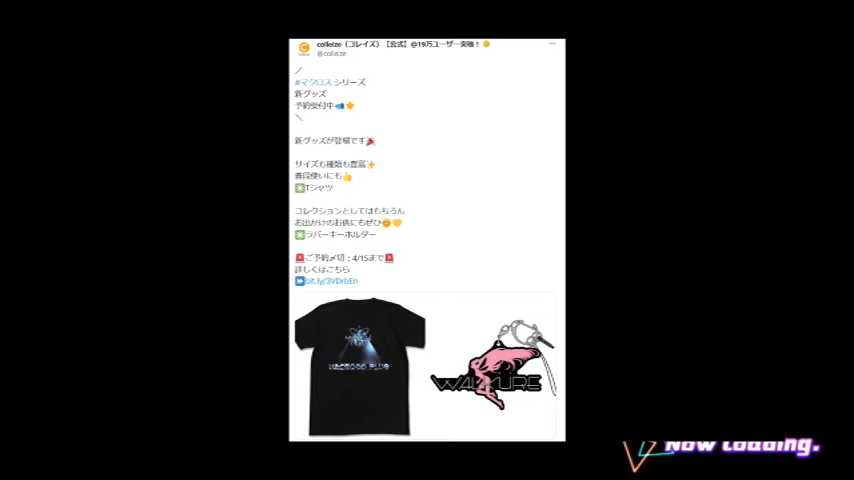 colleize（コレイズ）【公式】@19万ユーザー突破！
@colleize
／
#マクロス シリーズ
新グッズ
予約受付中📣⭐
＼
新グッズが登場です🎉
サイズも種類も豊富✨
普段使いにも👍
✳️Tシャツ
コレクションとしてはもちろん
お出かけのお供にもぜひ😊💛
✳️ラバーキーホルダー
🚨ご予約〆切：4/15まで🚨
詳しくはこちら
⏩bit.ly/3VDrbEn
MACROSS PLUS
WALKURE
Now Loading.